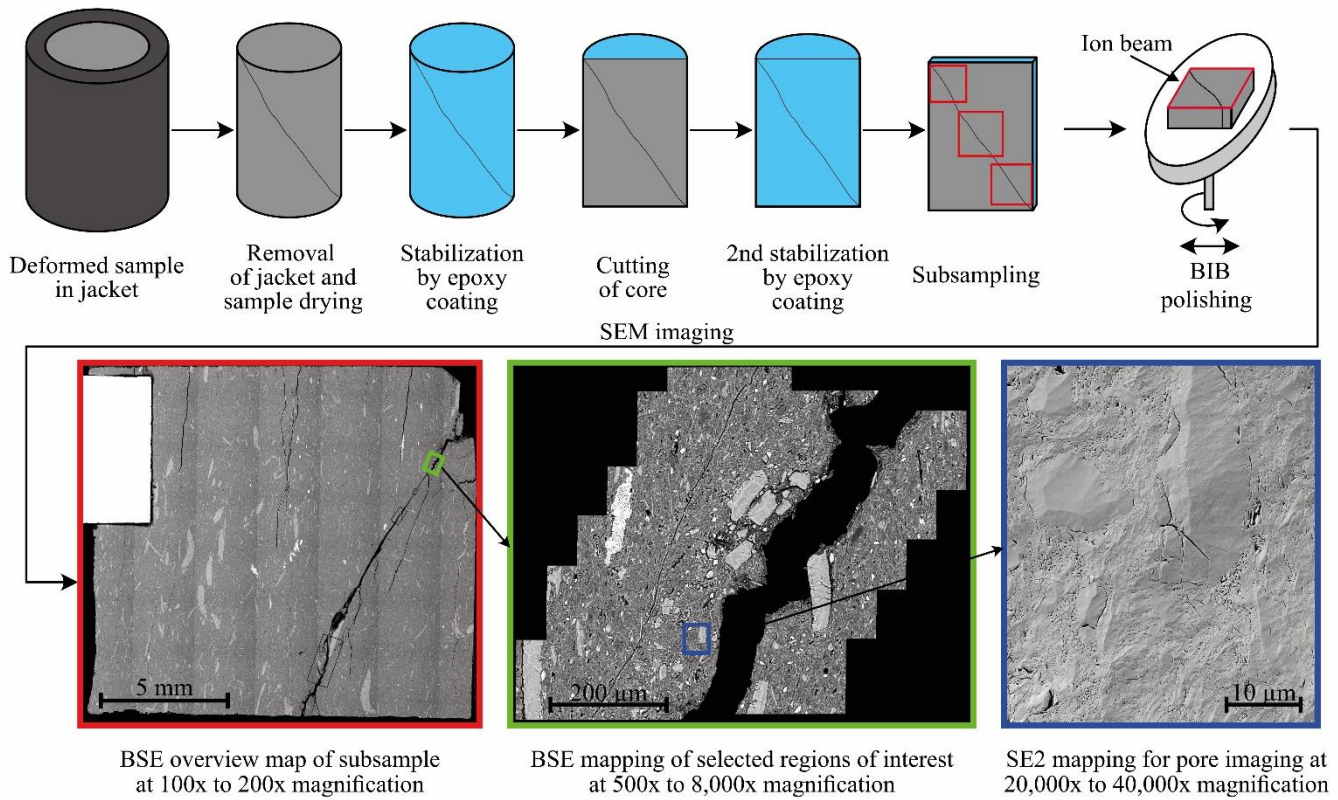 Ion beam
Deformed sample
in jacket
Removal
of jacket and
sample drying
Stabilization
by epoxy
coating
Cutting
of core
2nd stabilization
by epoxy
coating
Subsampling
BIB
polishing
SEM imaging
5 mm
200 μm
10 μm
BSE overview map of subsample
at 100x to 200x magnification
BSE mapping of selected regions of interest
at 500x to 8,000x magnification
SE2 mapping for pore imaging at
20,000x to 40,000x magnification